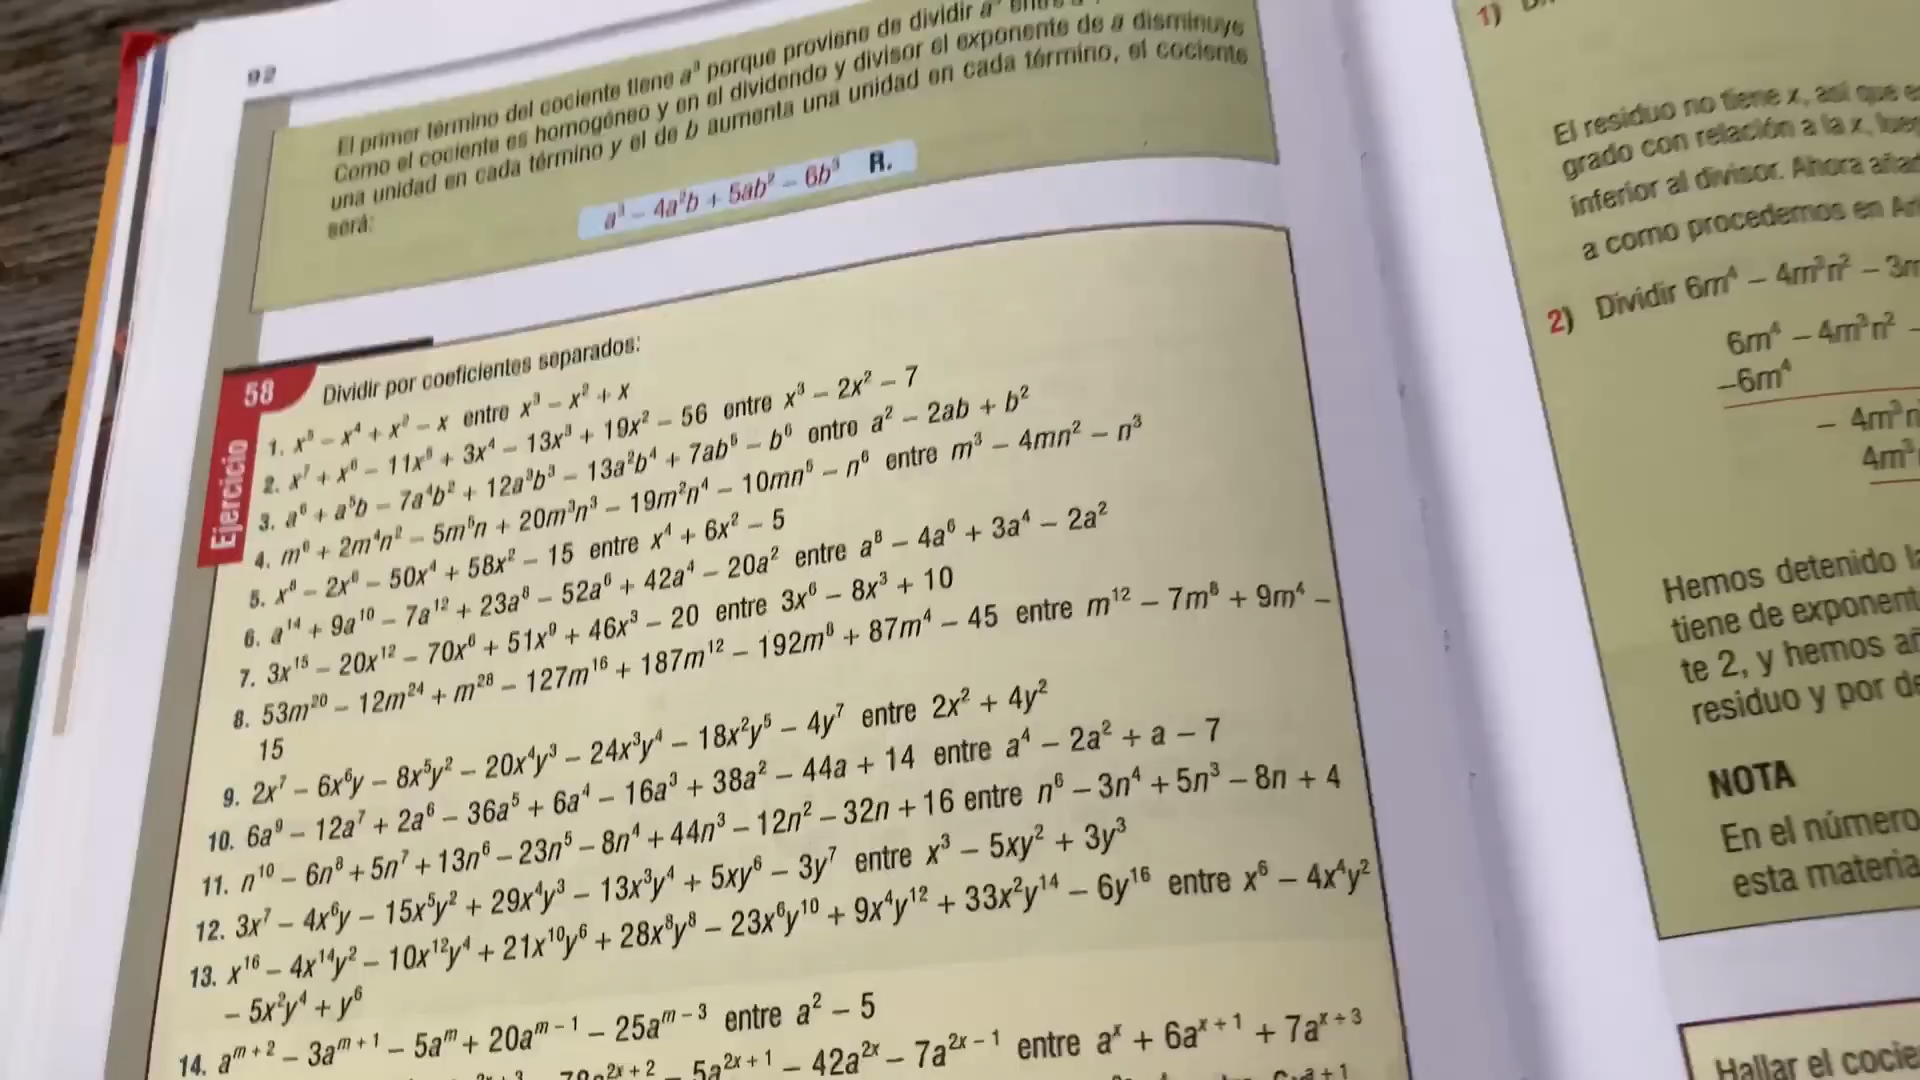 92
El primer término del cociente tiene a³ porque proviene de dividir
Como el cociente es homogéneo y en el dividendo y divisor el exponente de a disminuye
una unidad en cada término y el de b aumenta una unidad en cada término, el cociente
será:
a³ – 4a²b + 5ab² – 6b³ R.
58
Ejercicio
Dividir por coeficientes separados:
1. x⁵ – x⁴ + x² – x entre x³ – x² + x
2. x⁷ + x⁶ – 11x⁵ + 3x⁴ – 13x³ + 19x² – 56 entre x³ – 2x² – 7
3. a⁶ + a⁵b – 7a⁴b² + 12a³b³ – 13a²b⁴ + 7ab⁵ – b⁶ entre a² – 2ab + b²
4. m⁶ + 2m⁴n² – 5m⁵n + 20m³n³ – 19m²n⁴ – 10mn⁵ – n⁶ entre m³ – 4mn² – n³
5. x⁸ – 2x⁶ – 50x⁴ + 58x² – 15 entre x⁴ + 6x² – 5
6. a¹⁴ + 9a¹⁰ – 7a¹² + 23a⁸ – 52a⁶ + 42a⁴ – 20a² entre a⁸ – 4a⁶ + 3a⁴ – 2a²
7. 3x¹⁵ – 20x¹² – 70x⁶ + 51x⁹ + 46x³ – 20 entre 3x⁶ – 8x³ + 10
8. 53m²⁰ – 12m²⁴ + m²⁸ – 127m¹⁶ + 187m¹² – 192m⁸ + 87m⁴ – 45 entre m¹² – 7m⁸ + 9m⁴ –
15
9. 2x⁷ – 6x⁶y – 8x⁵y² – 20x⁴y³ – 24x³y⁴ – 18x²y⁵ – 4y⁷ entre 2x² + 4y²
10. 6a⁹ – 12a⁷ + 2a⁶ – 36a⁵ + 6a⁴ – 16a³ + 38a² – 44a + 14 entre a⁴ – 2a² + a – 7
11. n¹⁰ – 6n⁸ + 5n⁷ + 13n⁶ – 23n⁵ – 8n⁴ + 44n³ – 12n² – 32n + 16 entre n⁶ – 3n⁴ + 5n³ – 8n + 4
12. 3x⁷ – 4x⁶y – 15x⁵y² + 29x⁴y³ – 13x³y⁴ + 5xy⁶ – 3y⁷ entre x³ – 5xy² + 3y³
13. x¹⁶ – 4x¹⁴y² – 10x¹²y⁴ + 21x¹⁰y⁶ + 28x⁸y⁸ – 23x⁶y¹⁰ + 9x⁴y¹² + 33x²y¹⁴ – 6y¹⁶ entre x⁶ – 4x⁴y²
– 5x²y⁴ + y⁶
14. aᵐ ⁺ ² – 3aᵐ ⁺ ¹ – 5aᵐ + 20aᵐ ⁻ ¹ – 25aᵐ ⁻ ³ entre a² – 5
5a²ˣ ⁺ ¹ – 42a²ˣ – 7a²ˣ ⁻ ¹ entre aˣ + 6aˣ ⁺ ¹ + 7aˣ ⁺ ³
1)
El residuo no tiene x, así que
grado con relación a la x,
inferior al divisor. Ahora
a como procedemos en
2) Dividir 6m⁴ – 4m³n² –
6m⁴ – 4m³n² –
–6m⁴
– 4m³n
4m³
Hemos detenido
tiene de
te 2, y hemos
residuo y por
NOTA
En el número
esta materia
Hallar el